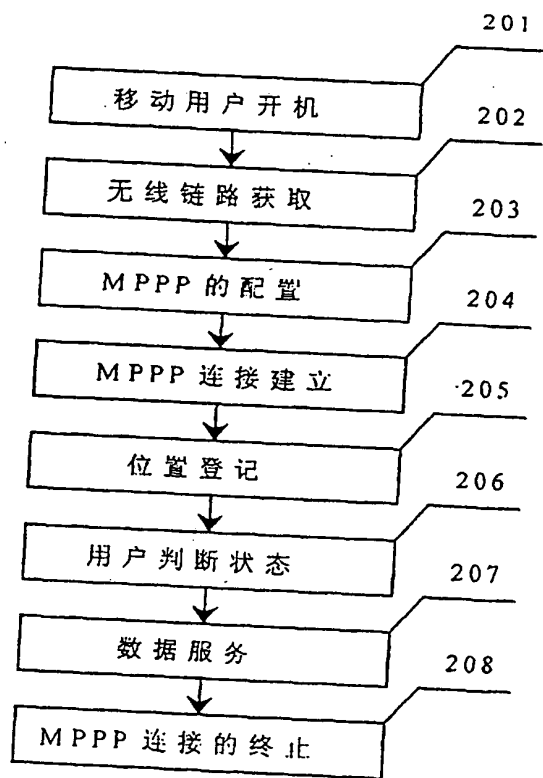 201
移动用户开机
202
无线链路获取
203
MPPP的配置
204
MPPP连接建立
205
位置登记
206
用户判断状态
207
数据服务
208
MPPP连接的终止